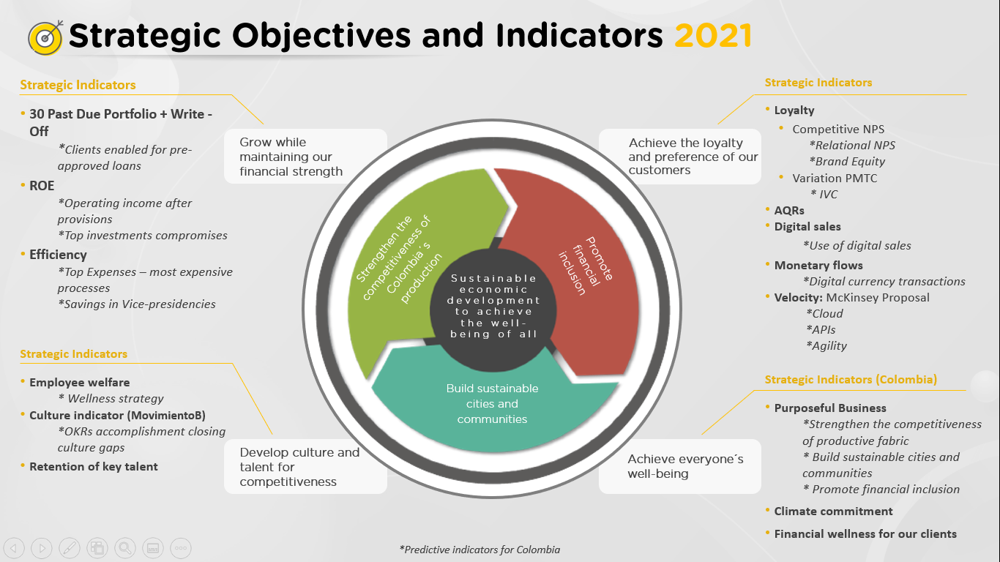 Strategic Objectives and Indicators 2021
Strategic Indicators
• 30 Past Due Portfolio + Write -
Off
*Clients enabled for pre-
approved loans
• ROE
*Operating income after
provisions
*Top investments compromises
• Efficiency
*Top Expenses – most expensive
processes
*Savings in Vice-presidencies
Grow while
maintaining our
financial strength
Strategic Indicators
• Employee welfare
* Wellness strategy
• Culture indicator (MovimientoB)
*OKRs accomplishment closing
culture gaps
• Retention of key talent
Develop culture and
talent for
competitiveness
Strengthen the
competitiveness of
Colombia´s
production
Promote
financial
inclusion
Sustainable
economic
development
to achieve
the well-
being of all
Build sustainable
cities and
communities
Achieve the loyalty
and preference of our
customers
Strategic Indicators
• Loyalty
• Competitive NPS
*Relational NPS
*Brand Equity
• Variation PMTC
* IVC
• AQRs
• Digital sales
*Use of digital sales
• Monetary flows
*Digital currency transactions
• Velocity: McKinsey Proposal
*Cloud
*APIs
*Agility
Achieve everyone´s
well-being
Strategic Indicators (Colombia)
• Purposeful Business
*Strengthen the competitiveness
of productive fabric
* Build sustainable cities and
communities
* Promote financial inclusion
• Climate commitment
• Financial wellness for our clients
*Predictive indicators for Colombia